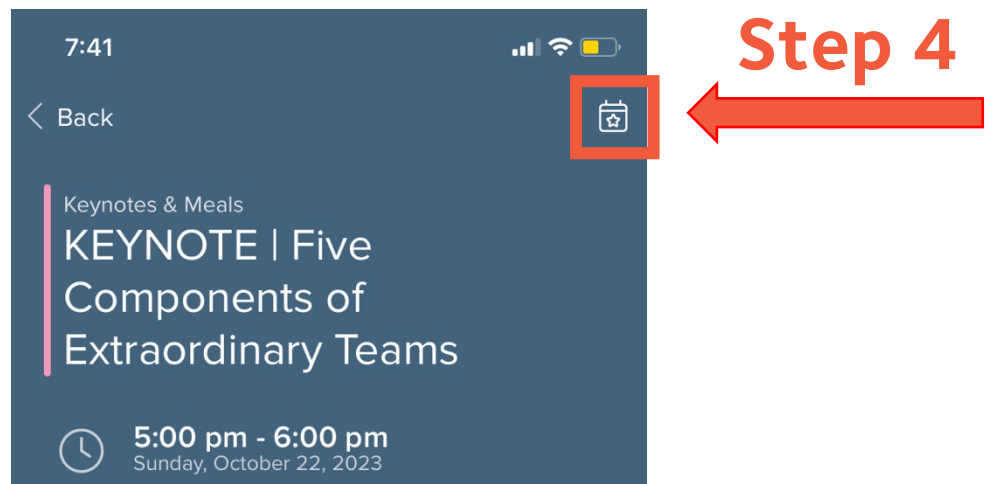 7:41
Step 4
Back
Keynotes & Meals
KEYNOTE | Five
Components of
Extraordinary Teams
5:00 pm - 6:00 pm
Sunday, October 22, 2023